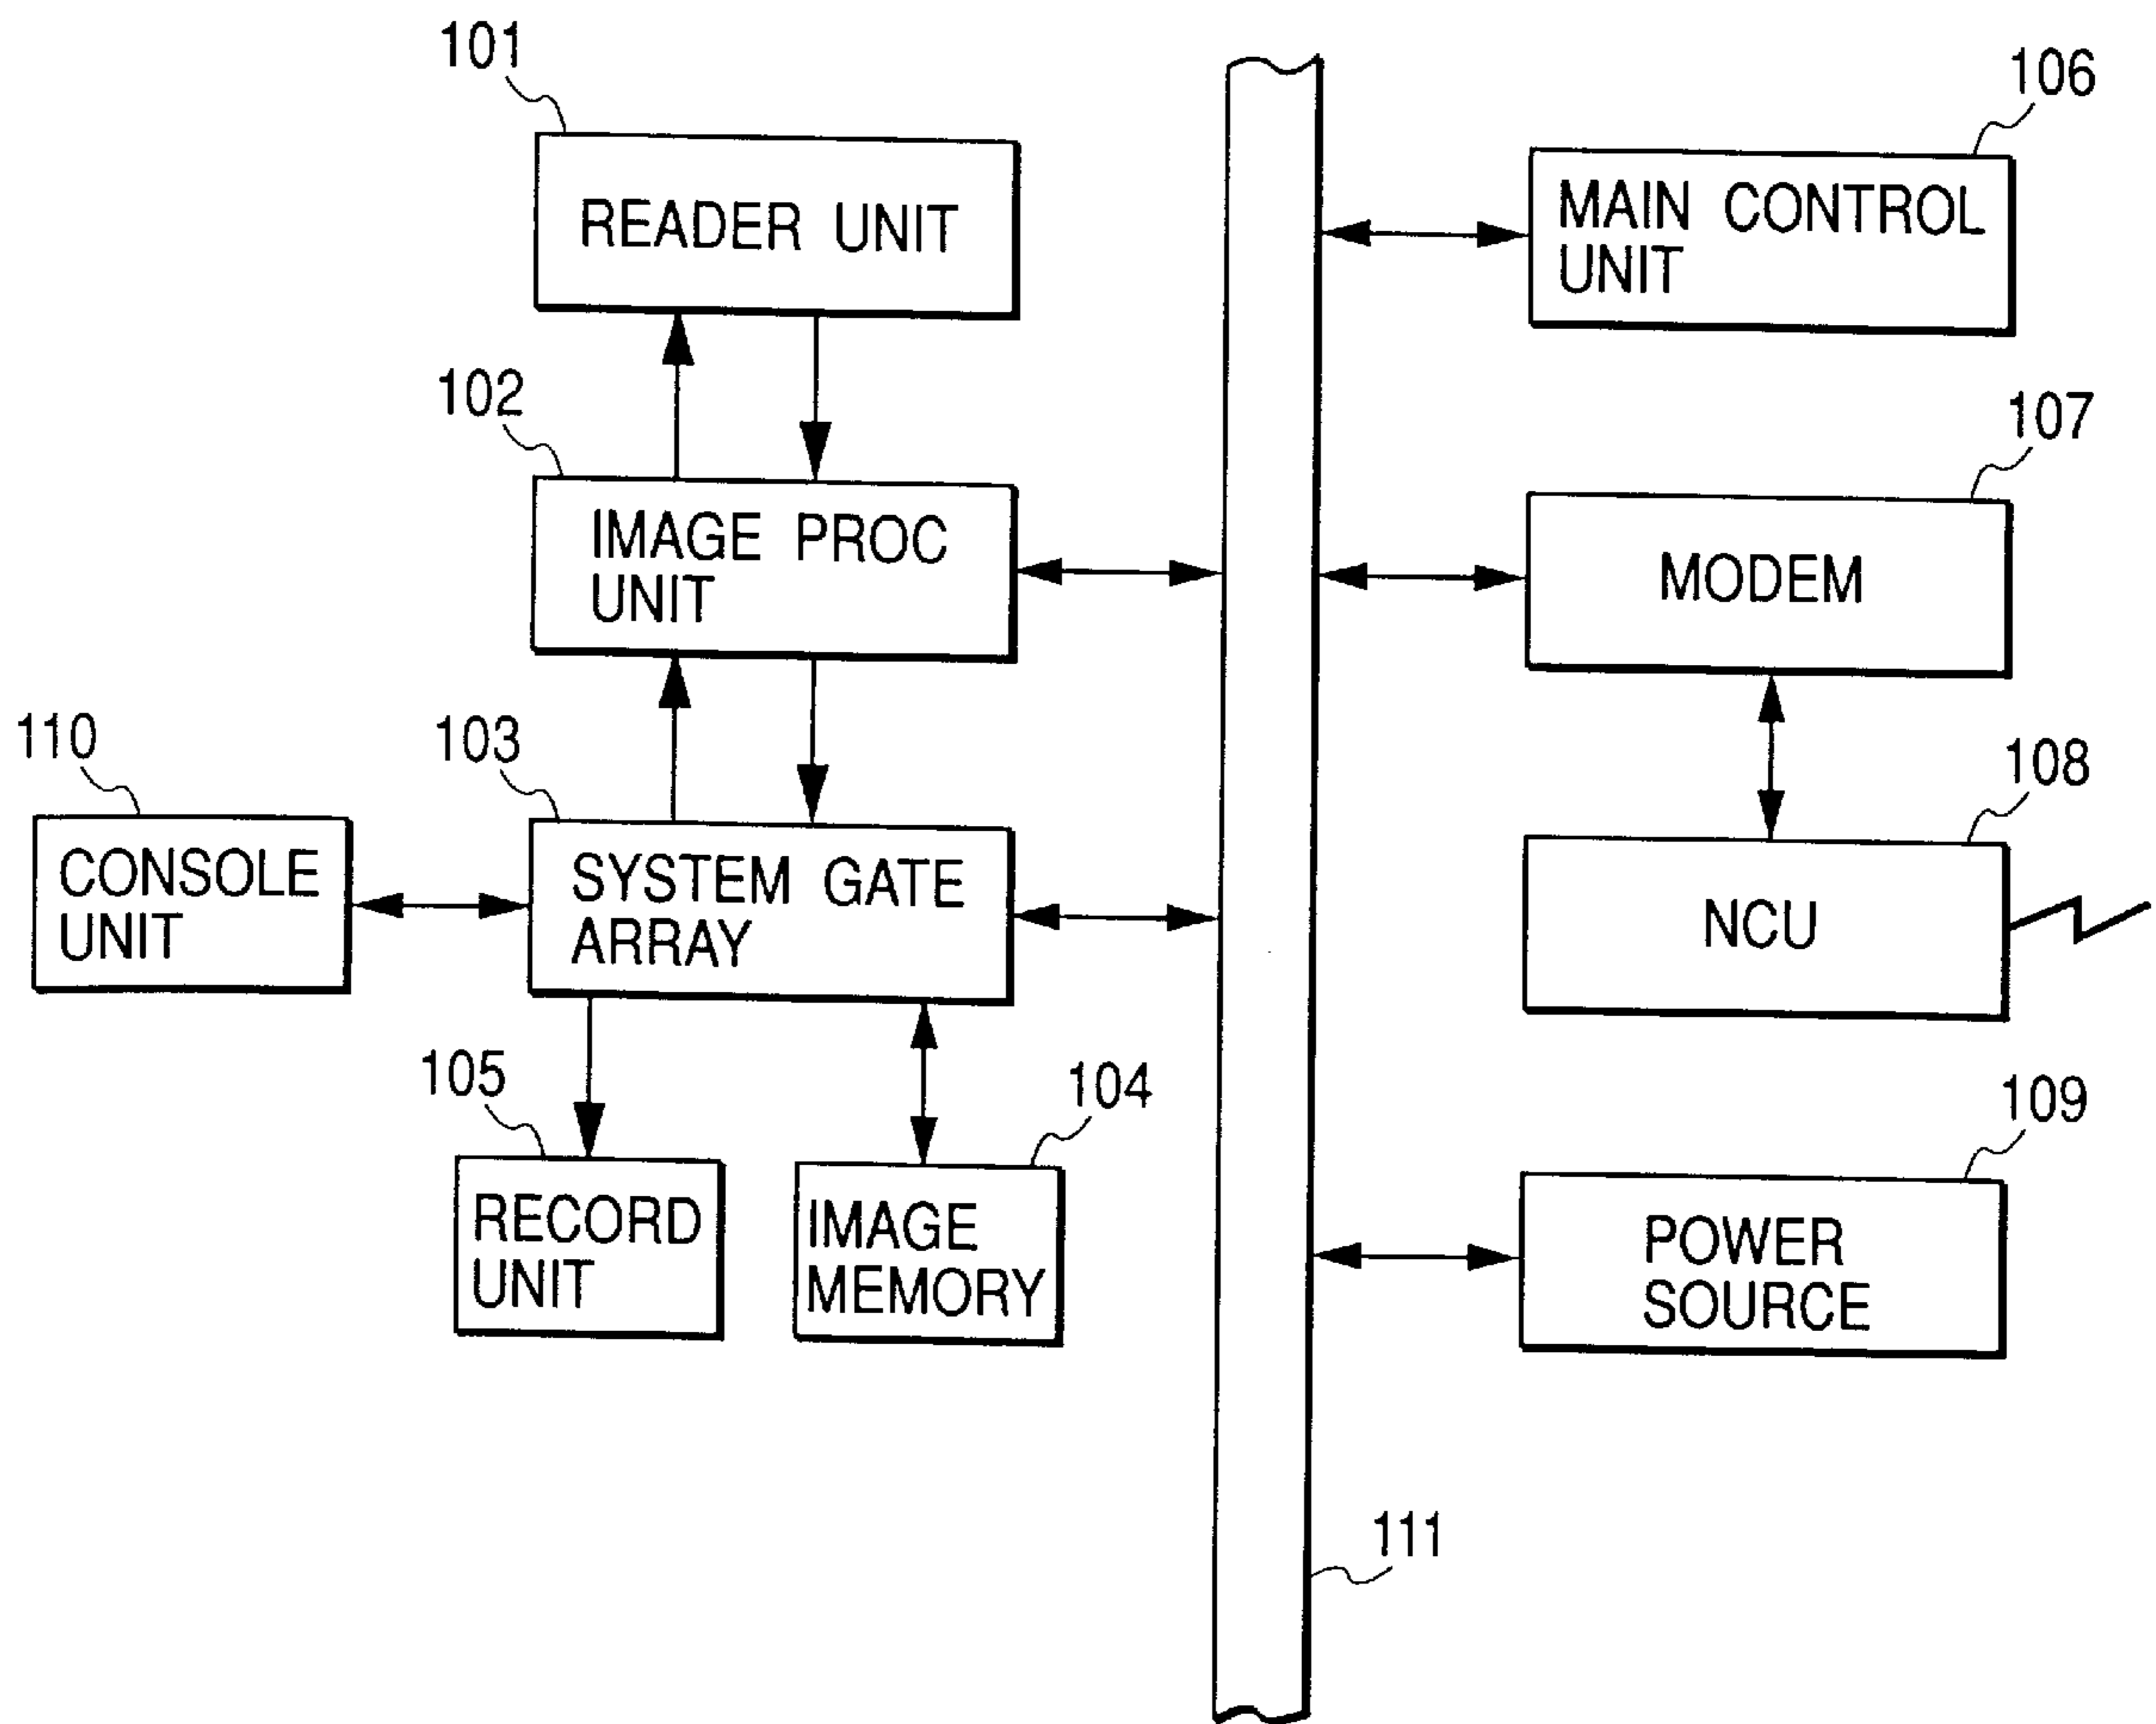 101
READER UNIT
102
IMAGE PROC
UNIT
103
SYSTEM GATE
ARRAY
110
CONSOLE
UNIT
105
RECORD
UNIT
104
IMAGE
MEMORY
106
MAIN CONTROL
UNIT
107
MODEM
108
NCU
109
POWER
SOURCE
111